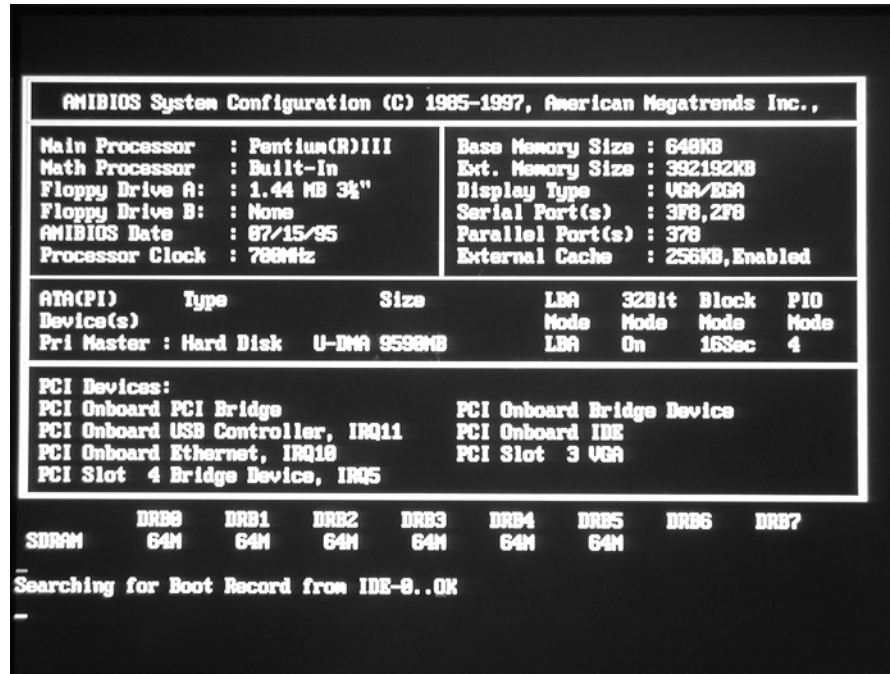 AMIBIOS System Configuration (C) 1985-1997, American Megatrends Inc.,
Main Processor : Pentium(R)III
Math Processor : Built-In
Floppy Drive A: : 1.44 MB 3½"
Floppy Drive B: : None
AMIBIOS Date : 07/15/95
Processor Clock : 700MHz
Base Memory Size : 640KB
Ext. Memory Size : 392192KB
Display Type : VGA/EGA
Serial Port(s) : 3F8,2F8
Parallel Port(s) : 378
External Cache : 256KB,Enabled
ATA(PI) Type Size LBA 32Bit Block PIO
Device(s) Mode Mode Mode Mode
Pri Master : Hard Disk U-DMA 9590MB LBA On 16Sec 4
PCI Devices:
PCI Onboard PCI Bridge
PCI Onboard USB Controller, IRQ11
PCI Onboard Ethernet, IRQ10
PCI Slot 4 Bridge Device, IRQ5
PCI Onboard Bridge Device
PCI Onboard IDE
PCI Slot 3 VGA
DRB0 DRB1 DRB2 DRB3 DRB4 DRB5 DRB6 DRB7
SDRAM 64M 64M 64M 64M 64M 64M
Searching for Boot Record from IDE-0..OK